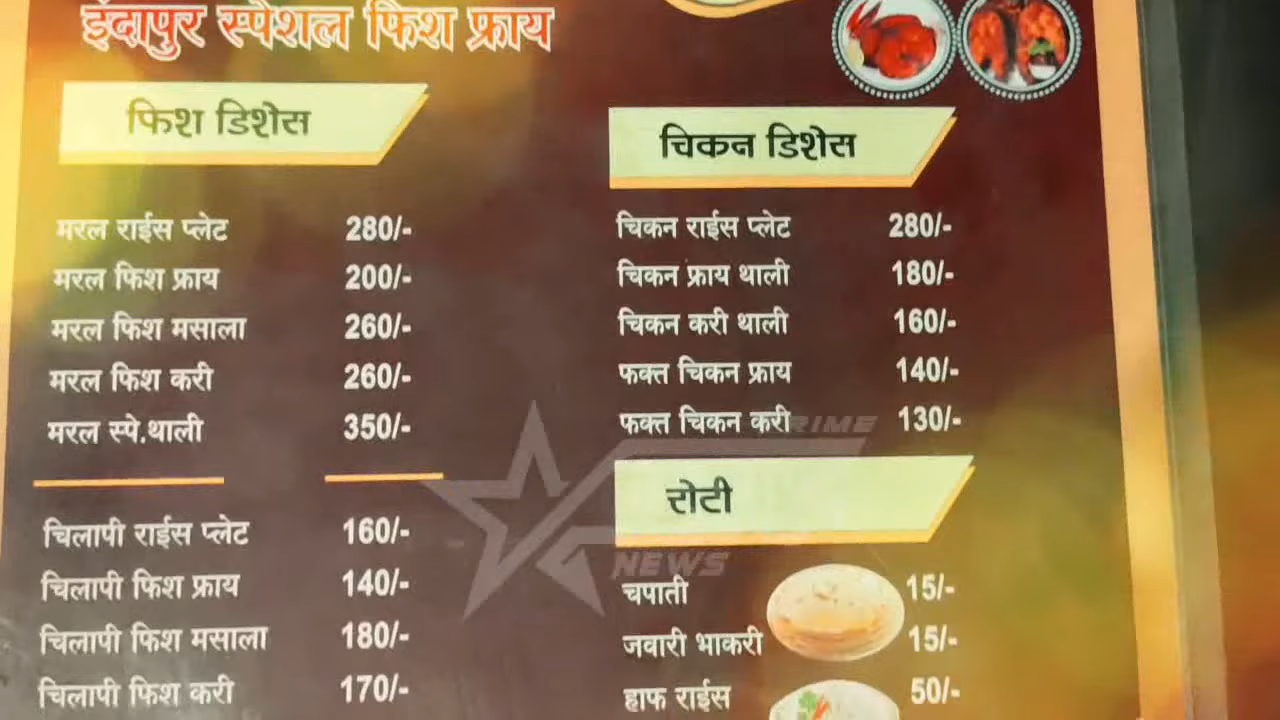 इंदापुर स्पेशल फिश फ्राय
फिश डिशेस
मरल राईस प्लेट 280/-
मरल फिश फ्राय 200/-
मरल फिश मसाला 260/-
मरल फिश करी 260/-
मरल स्पे.थाली 350/-
चिलापी राईस प्लेट 160/-
चिलापी फिश फ्राय 140/-
चिलापी फिश मसाला 180/-
चिलापी फिश करी 170/-
चिकन डिशेस
चिकन राईस प्लेट 280/-
चिकन फ्राय थाली 180/-
चिकन करी थाली 160/-
फक्त चिकन फ्राय 140/-
फक्त चिकन करी 130/-
रोटी
चपाती 15/-
जवारी भाकरी 15/-
हाफ राईस 50/-
PRIME
NEWS